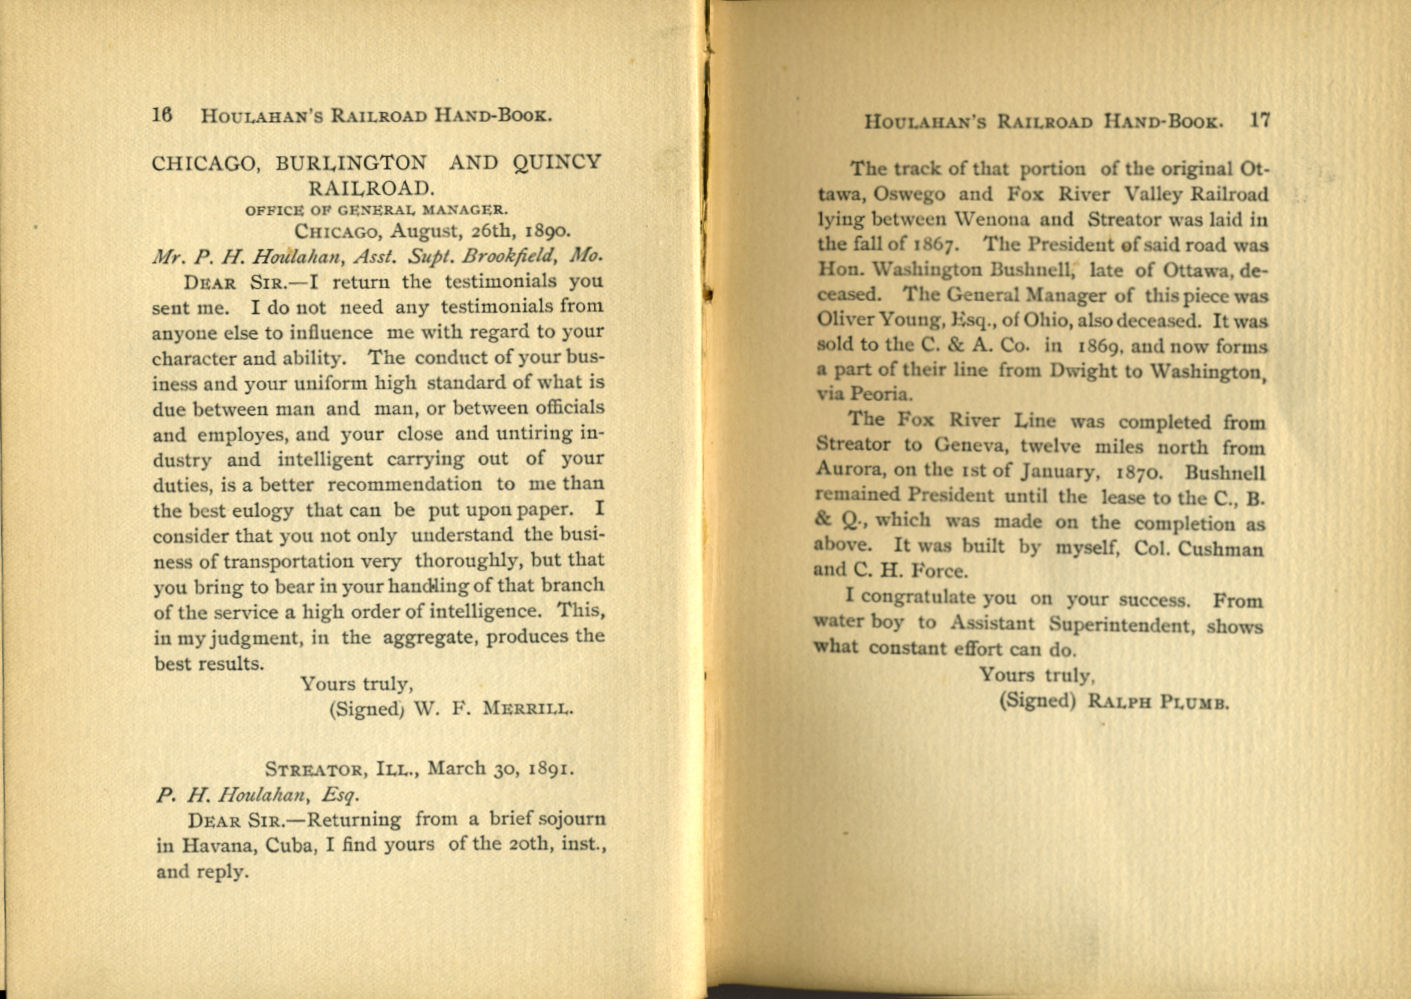 16 HOULAHAN'S RAILROAD HAND-BOOK.
CHICAGO, BURLINGTON AND QUINCY
RAILROAD.
OFFICE OF GENERAL MANAGER.
CHICAGO, August, 26th, 1890.
Mr. P. H. Houlahan, Asst. Supt. Brookfield, Mo.
DEAR SIR.—I return the testimonials you
sent me. I do not need any testimonials from
anyone else to influence me with regard to your
character and ability. The conduct of your bus-
iness and your uniform high standard of what is
due between man and man, or between officials
and employes, and your close and untiring in-
dustry and intelligent carrying out of your
duties, is a better recommendation to me than
the best eulogy that can be put upon paper. I
consider that you not only understand the busi-
ness of transportation very thoroughly, but that
you bring to bear in your handling of that branch
of the service a high order of intelligence. This,
in my judgment, in the aggregate, produces the
best results.
Yours truly,
(Signed) W. F. MERRILL.
STREATOR, ILL., March 30, 1891.
P. H. Houlahan, Esq.
DEAR SIR.—Returning from a brief sojourn
in Havana, Cuba, I find yours of the 20th, inst.,
and reply.
HOULAHAN'S RAILROAD HAND-BOOK. 17
The track of that portion of the original Ot-
tawa, Oswego and Fox River Valley Railroad
lying between Wenona and Streator was laid in
the fall of 1867. The President of said road was
Hon. Washington Bushnell, late of Ottawa, de-
ceased. The General Manager of this piece was
Oliver Young, Esq., of Ohio, also deceased. It was
sold to the C. & A. Co. in 1869, and now forms
a part of their line from Dwight to Washington,
via Peoria.
The Fox River Line was completed from
Streator to Geneva, twelve miles north from
Aurora, on the 1st of January, 1870. Bushnell
remained President until the lease to the C., B.
& Q., which was made on the completion as
above. It was built by myself, Col. Cushman
and C. H. Force.
I congratulate you on your success. From
water boy to Assistant Superintendent, shows
what constant effort can do.
Yours truly,
(Signed) RALPH PLUMB.